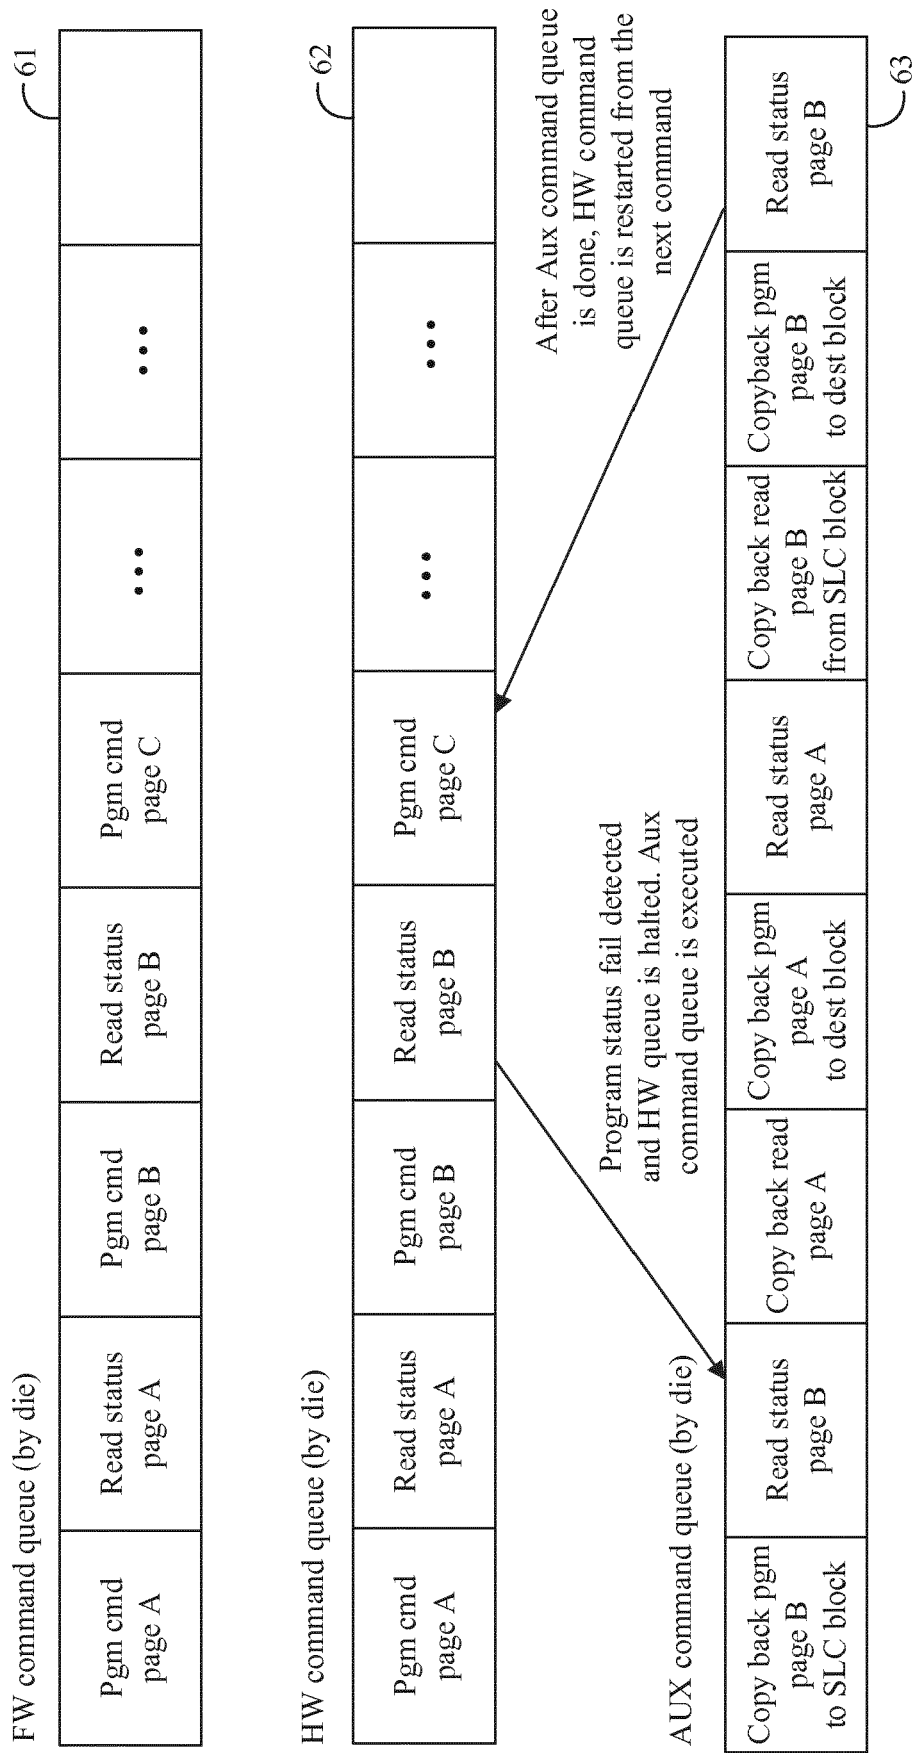 FW command queue (by die)
61
Pgm cmd
page A
Read status
page A
Pgm cmd
page B
Read status
page B
Pgm cmd
page C
...
...
HW command queue (by die)
62
Pgm cmd
page A
Read status
page A
Pgm cmd
page B
Read status
page B
Pgm cmd
page C
...
...
Program status fail detected
and HW queue is halted. Aux
command queue is executed
After Aux command queue
is done, HW command
queue is restarted from the
next command
AUX command queue (by die)
Copy back pgm
page B
to SLC block
Read status
page B
Copy back read
page A
Copy back pgm
page A
to dest block
Read status
page A
Copy back read
page B
from SLC block
Copyback pgm
page B
to dest block
Read status
page B
63